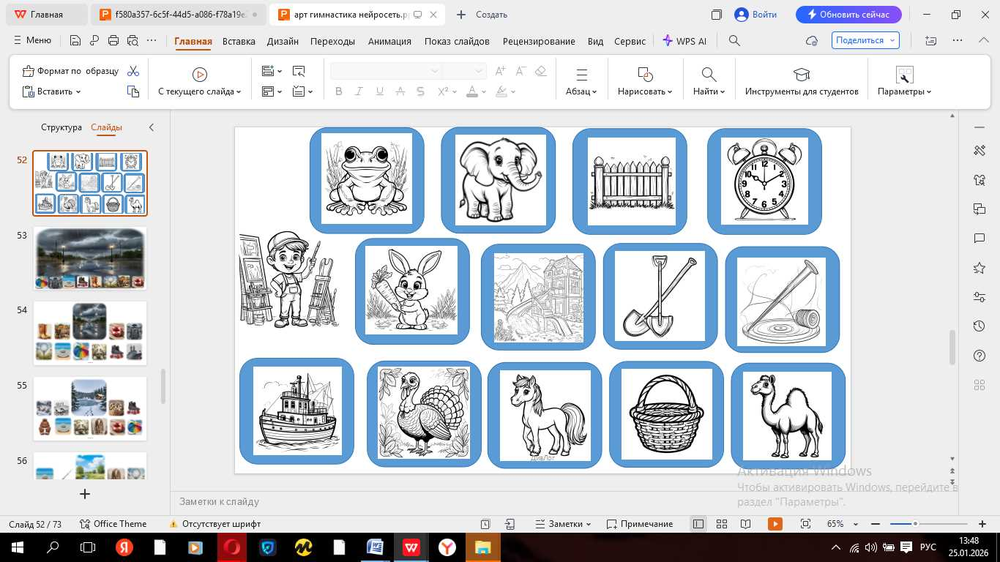 Главная
f580a357-6c5f-44d5-a086-f78a19e
арт гимнастика нейросеть.pp
Создать
Войти
Обновить сейчас
Меню
Главная
Вставка
Дизайн
Переходы
Анимация
Показ слайдов
Рецензирование
Вид
Сервис
WPS AI
Поделиться
Формат по образцу
Вставить
С текущего слайда
Абзац
Нарисовать
Найти
Инструменты для студентов
Параметры
Структура
Слайды
52
53
54
55
56
ДивЛот
Активация Windows
Чтобы активировать Windows, перейдите в
раздел "Параметры".
Заметки к слайду
Слайд 52 / 73
Office Theme
Отсутствует шрифт
Заметки
Примечание
65%
РУС
13:48
25.01.2026